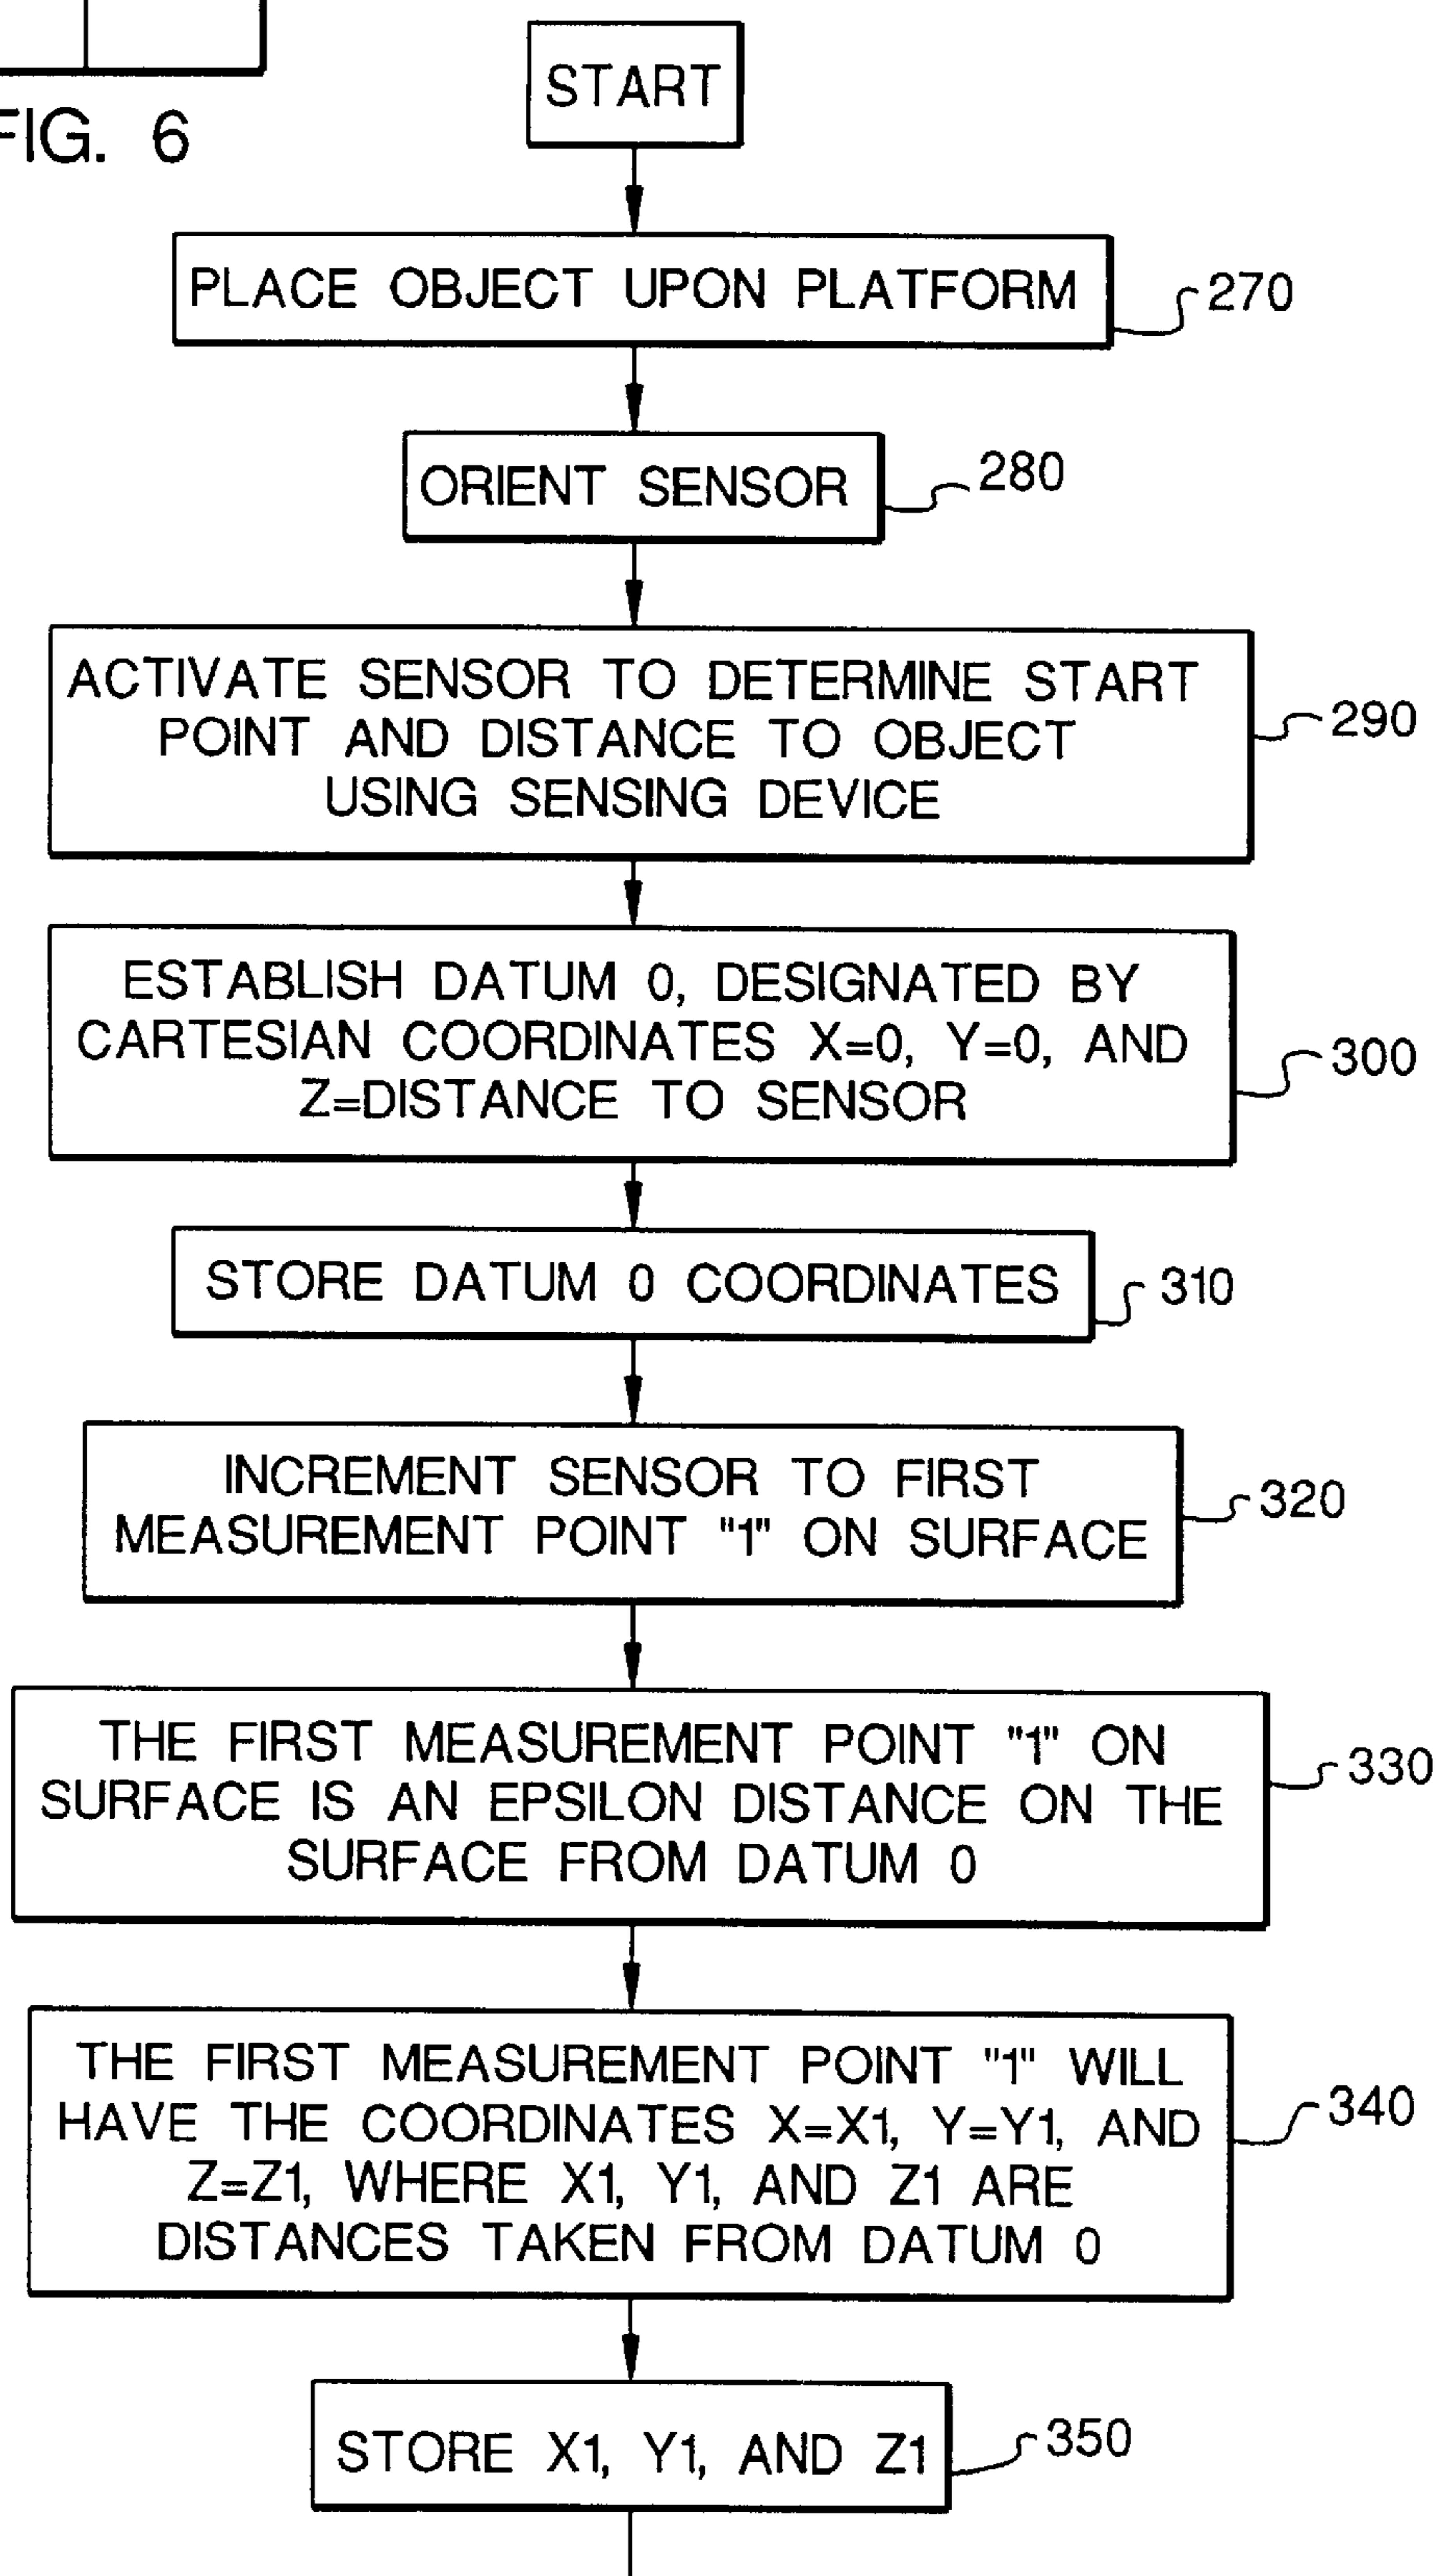 FIG. 6
START
PLACE OBJECT UPON PLATFORM
270
ORIENT SENSOR
280
ACTIVATE SENSOR TO DETERMINE START
POINT AND DISTANCE TO OBJECT
USING SENSING DEVICE
290
ESTABLISH DATUM 0, DESIGNATED BY
CARTESIAN COORDINATES X=0, Y=0, AND
Z=DISTANCE TO SENSOR
300
STORE DATUM 0 COORDINATES
310
INCREMENT SENSOR TO FIRST
MEASUREMENT POINT "1" ON SURFACE
320
THE FIRST MEASUREMENT POINT "1" ON
SURFACE IS AN EPSILON DISTANCE ON THE
SURFACE FROM DATUM 0
330
THE FIRST MEASUREMENT POINT "1" WILL
HAVE THE COORDINATES X=X1, Y=Y1, AND
Z=Z1, WHERE X1, Y1, AND Z1 ARE
DISTANCES TAKEN FROM DATUM 0
340
STORE X1, Y1, AND Z1
350